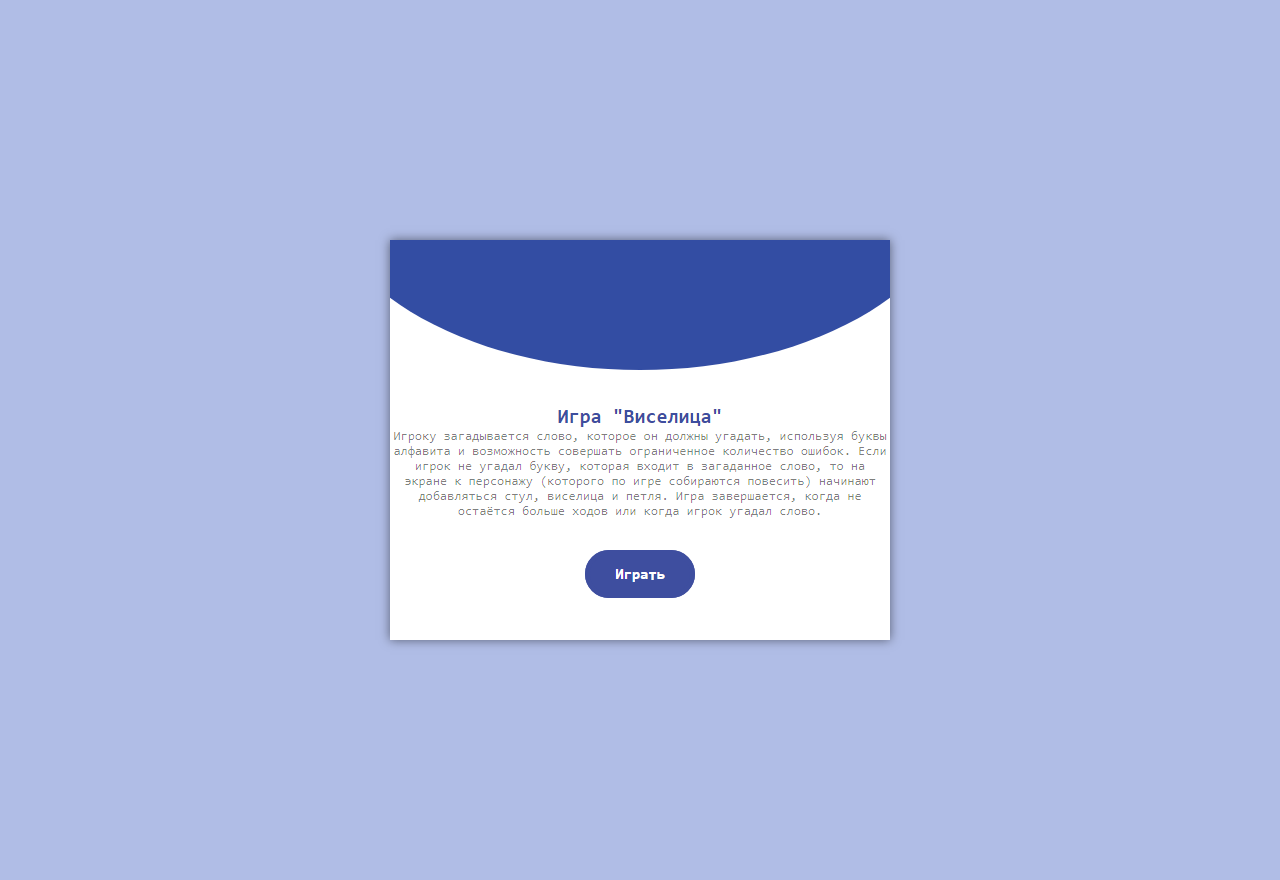 Игра "Виселица"
Игроку загадывается слово, которое он должны угадать, используя буквы
алфавита и возможность совершать ограниченное количество ошибок. Если
игрок не угадал букву, которая входит в загаданное слово, то на
экране к персонажу (которого по игре собираются повесить) начинают
добавляться стул, виселица и петля. Игра завершается, когда не
остаётся больше ходов или когда игрок угадал слово.
Играть